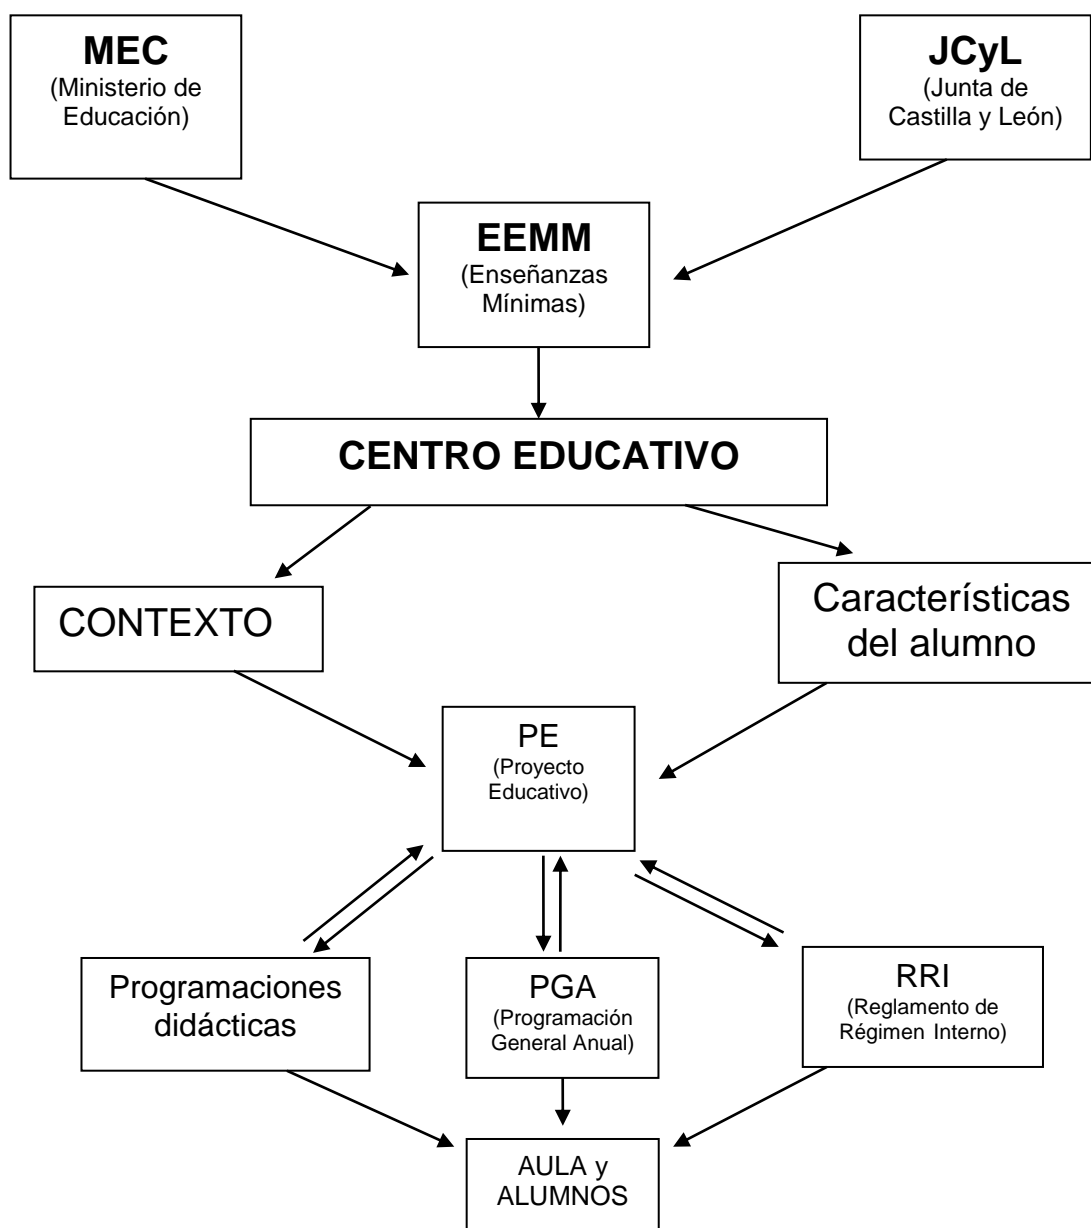 MEC
(Ministerio de
Educación)
JCyL
(Junta de
Castilla y León)
EEMM
(Enseñanzas
Mínimas)
CENTRO EDUCATIVO
CONTEXTO
Características
del alumno
PE
(Proyecto
Educativo)
Programaciones
didácticas
PGA
(Programación
General Anual)
RRI
(Reglamento de
Régimen Interno)
AULA y
ALUMNOS